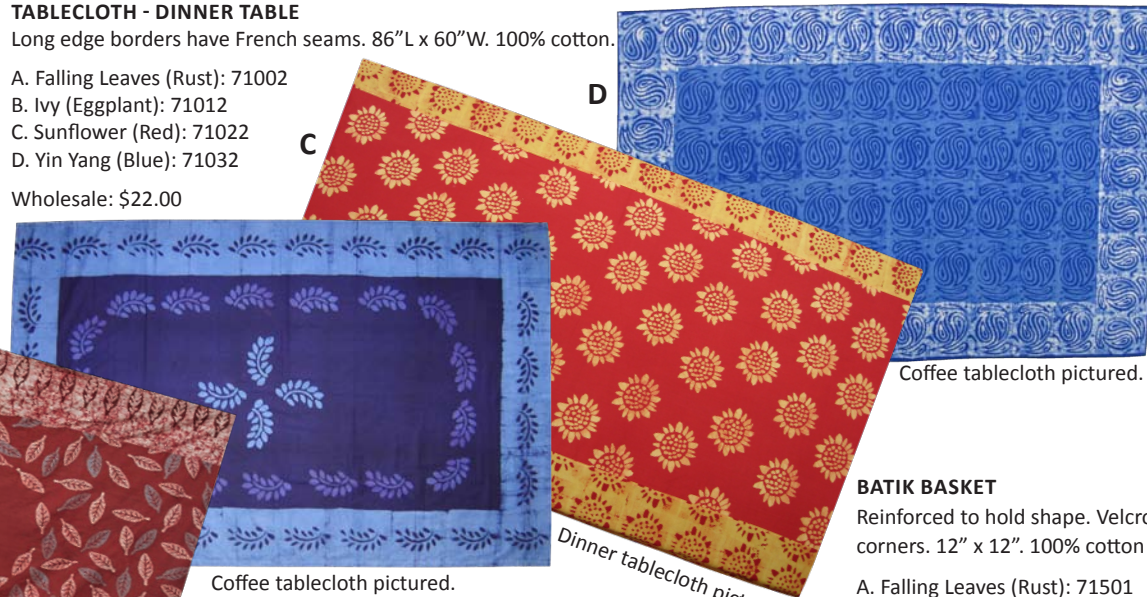 TABLECLOTH - DINNER TABLE
Long edge borders have French seams. 86”L x 60”W. 100% cotton.
A. Falling Leaves (Rust): 71002
B. Ivy (Eggplant): 71012
C. Sunflower (Red): 71022
D. Yin Yang (Blue): 71032
Wholesale: $22.00
C
D
Coffee tablecloth pictured.
Dinner tablecloth
Coffee tablecloth pictured.
BATIK BASKET
Reinforced to hold shape. Velcro
corners. 12” x 12”. 100% cotton
A. Falling Leaves (Rust): 71501